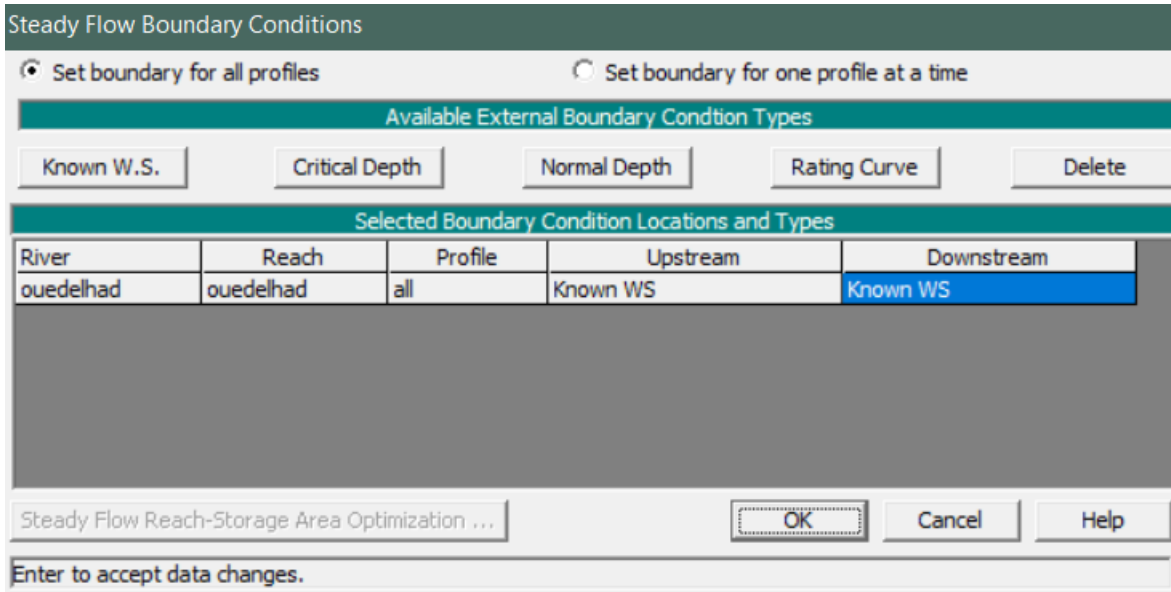 Steady Flow Boundary Conditions
Set boundary for all profiles Set boundary for one profile at a time
Available External Boundary Condtion Types
Known W.S. Critical Depth Normal Depth Rating Curve Delete
Selected Boundary Condition Locations and Types
River Reach Profile Upstream Downstream
ouedelhad ouedelhad all Known WS Known WS
Steady Flow Reach-Storage Area Optimization ... OK Cancel Help
Enter to accept data changes.